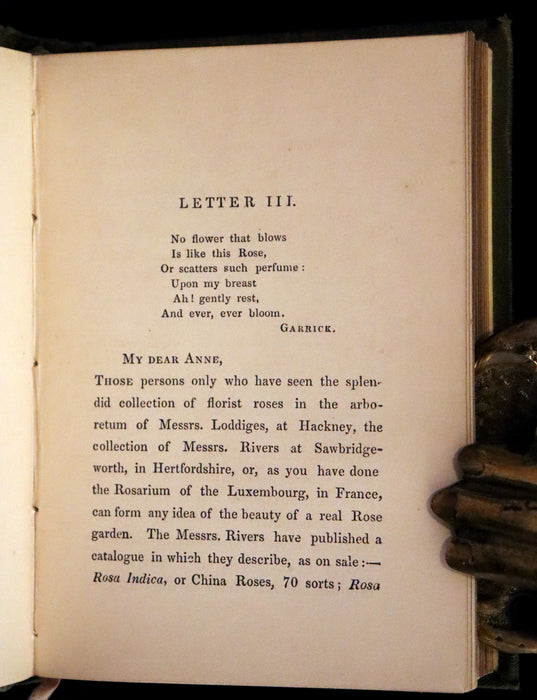 LETTER III.
No flower that blows
Is like this Rose,
Or scatters such perfume :
Upon my breast
Ah! gently rest,
And ever, ever bloom.
GARRICK.
MY DEAR ANNE,
THOSE persons only who have seen the splen-
did collection of florist roses in the arbo-
retum of Messrs. Loddiges, at Hackney, the
collection of Messrs. Rivers at Sawbridge-
worth, in Hertfordshire, or, as you have done
the Rosarium of the Luxembourg, in France,
can form any idea of the beauty of a real Rose
garden. The Messrs. Rivers have published a
catalogue in which they describe, as on sale :—
Rosa Indica, or China Roses, 70 sorts ; Rosa